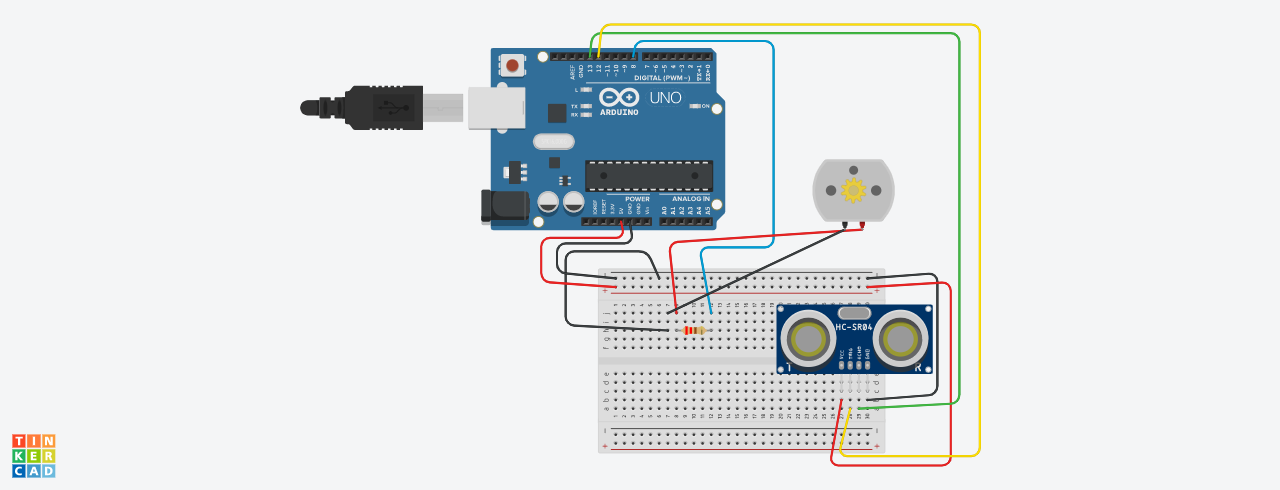 AREF
GND
13
12
~11
~10
~9
8
7
~6
~5
4
~3
2
TX→1
RX←0
DIGITAL (PWM~)
L
TX
RX
ARDUINO
UNO
ON
POWER
ANALOG IN
IOREF
RESET
3.3V
5V
GND
GND
Vin
A0
A1
A2
A3
A4
A5
HC-SR04
VCC
TRIG
ECHO
GND
T
R
TIN
KER
CAD